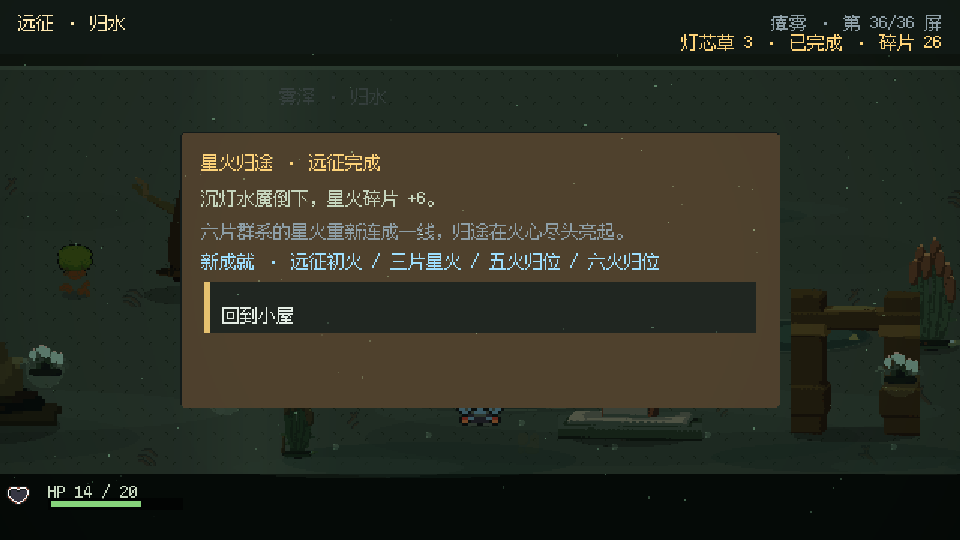 远征 · 归水
瘴雾 · 第 36/36 屏
灯芯草 3 · 已完成 · 碎片 26
雾泽 · 归水
星火归途 · 远征完成
沉灯水魇倒下，星火碎片 +6。
六片群系的星火重新连成一线，归途在火心尽头亮起。
新成就 · 远征初火 / 三片星火 / 五火归位 / 六火归位
回到小屋
HP 14 / 20